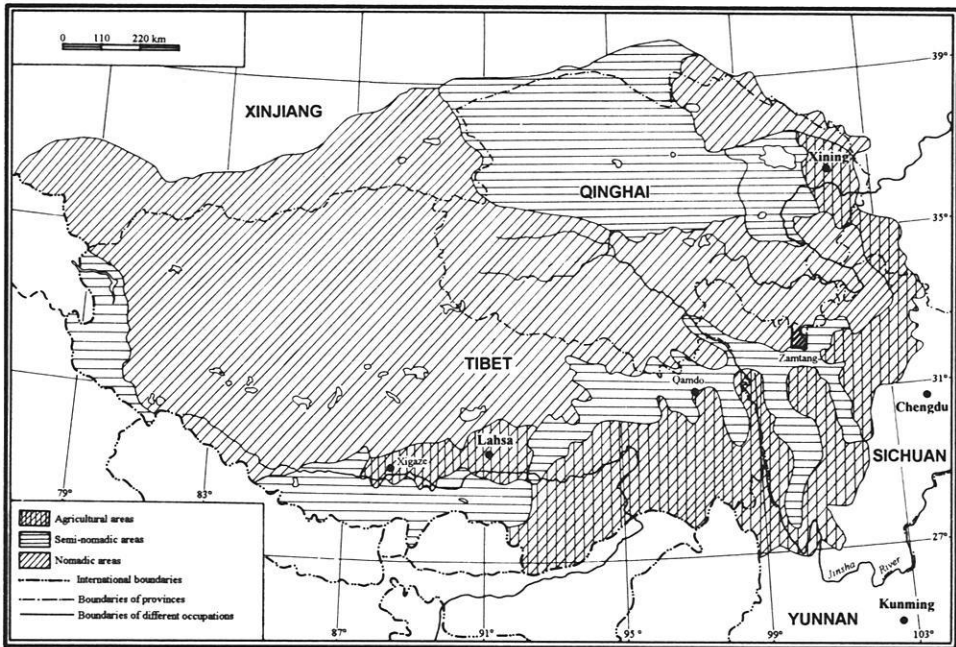 0 110 220 km
39°
XINJIANG
Xining
QINGHAI
35°
Zamtang
TIBET
Qamdo
31°
Chengdu
Lahsa
SICHUAN
Xigaze
79°
83°
27°
Agricultural areas
Semi-nomadic areas
Nomadic areas
International boundaries
Boundaries of provinces
Boundaries of different occupations
Jinsha River
YUNNAN
Kunming
87°
91°
95°
99°
103°